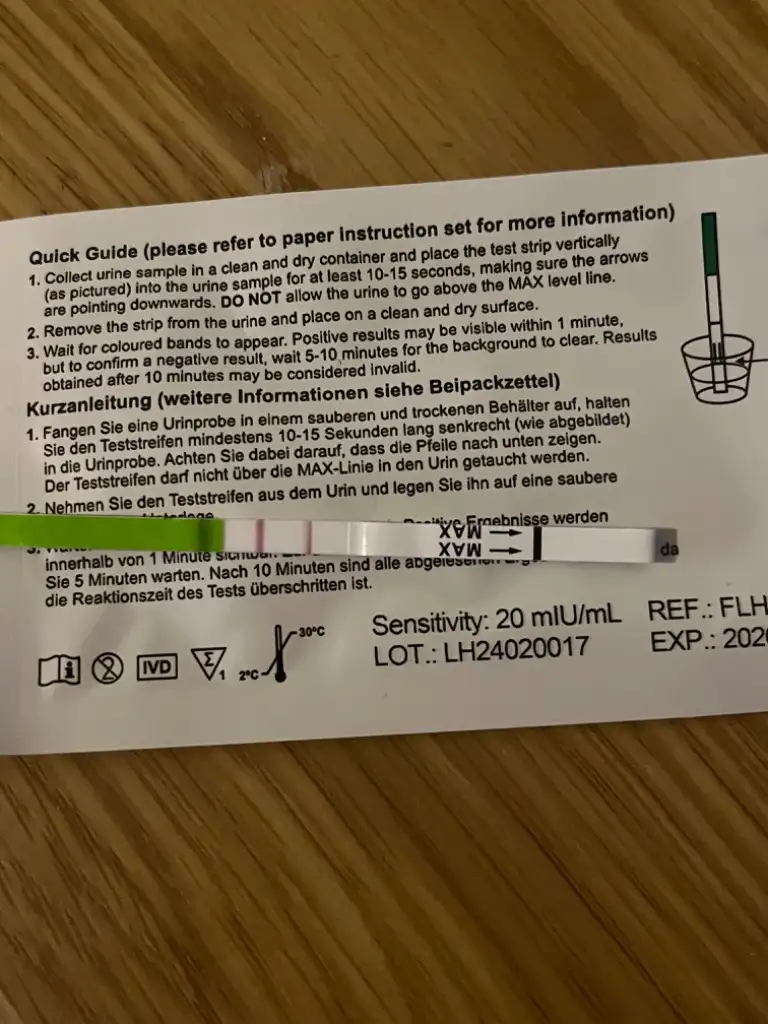 Quick Guide (please refer to paper instruction set for more information)
1. Collect urine sample in a clean and dry container and place the test strip vertically
(as pictured) into the urine sample for at least 10-15 seconds, making sure the arrows
are pointing downwards. DO NOT allow the urine to go above the MAX level line.
2. Remove the strip from the urine and place on a clean and dry surface.
3. Wait for coloured bands to appear. Positive results may be visible within 1 minute,
but to confirm a negative result, wait 5-10 minutes for the background to clear. Results
obtained after 10 minutes may be considered invalid.
Kurzanleitung (weitere Informationen siehe Beipackzettel)
1. Fangen Sie eine Urinprobe in einem sauberen und trockenen Behälter auf, halten
Sie den Teststreifen mindestens 10-15 Sekunden lang senkrecht (wie abgebildet)
in die Urinprobe. Achten Sie dabei darauf, dass die Pfeile nach unten zeigen.
Der Teststreifen darf nicht über die MAX-Linie in den Urin getaucht werden.
2. Nehmen Sie den Teststreifen aus dem Urin und legen Sie ihn auf eine saubere
Ergebnisse werden
MAX
MAX
da
innerhalb von 1 Minute
Sie 5 Minuten warten. Nach 10 Minuten sind alle
die Reaktionszeit des Tests überschritten ist.
IVD
1
2°C
30°C
Sensitivity: 20 mIU/mL REF.: FLH
LOT.: LH24020017 EXP.: 202